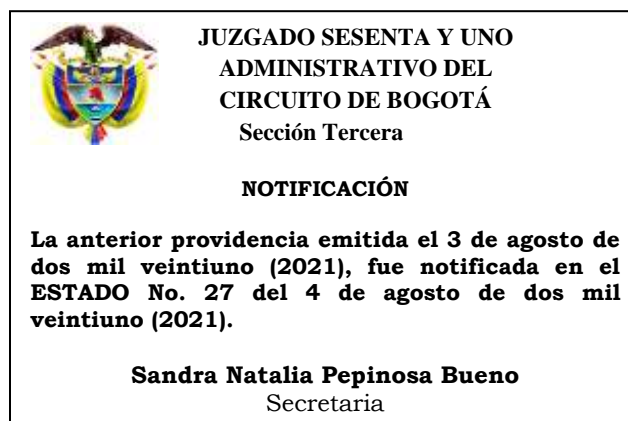 JUZGADO SESENTA Y UNO
ADMINISTRATIVO DEL
CIRCUITO DE BOGOTÁ
Sección Tercera
NOTIFICACIÓN
La anterior providencia emitida el 3 de agosto de
dos mil veintiuno (2021), fue notificada en el
ESTADO No. 27 del 4 de agosto de dos mil
veintiuno (2021).
Sandra Natalia Pepinosa Bueno
Secretaria